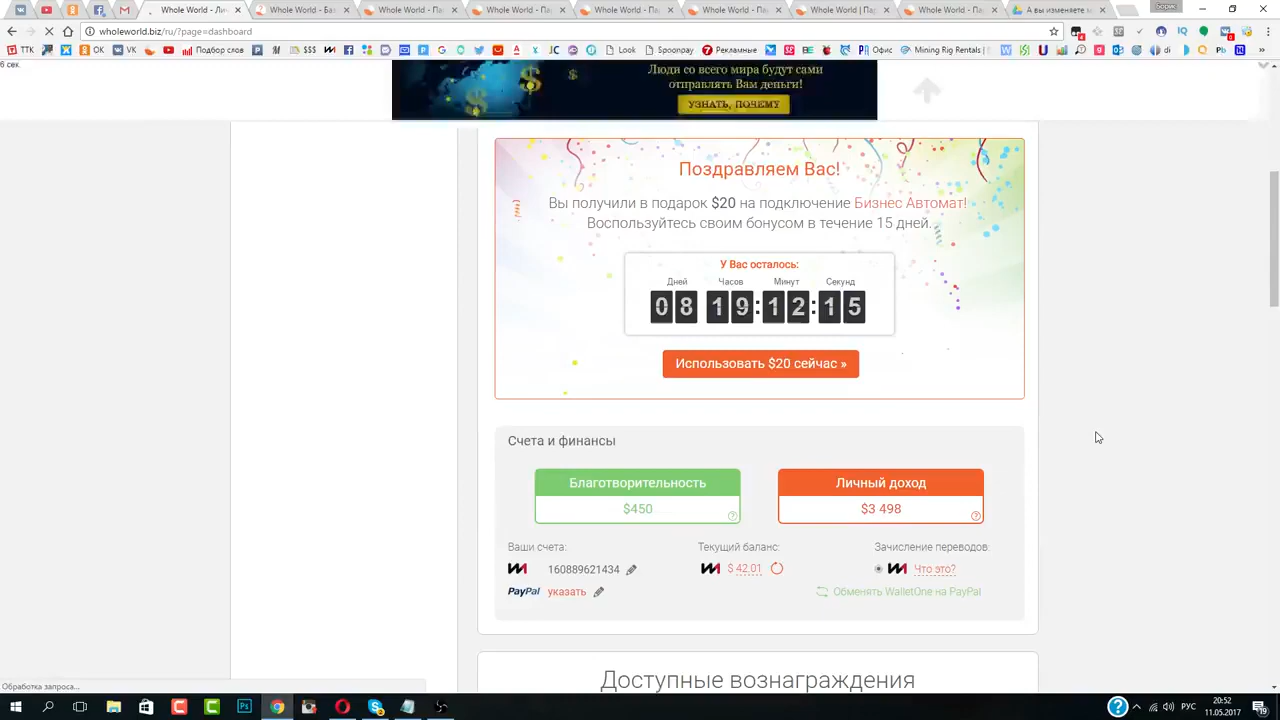 Whole World - Ли
Whole World - Баз
Whole World - Па
Whole World - Па
Whole World - Па
Whole World - Па
Whole World | Па
Whole World - Па
А вы изменяете м
Борис
wholeworld.biz/ru/?page=dashboard
ТТК
OK
VK
Подбор слов
$$$
Look
Spoonpay
Рекламные
Офис
Mining Rig Rentals |
di
6 сек.
Люди со всего мира будут сами
отправлять Вам деньги!
УЗНАТЬ, ПОЧЕМУ
Поздравляем Вас!
Вы получили в подарок $20 на подключение Бизнес Автомат!
Воспользуйтесь своим бонусом в течение 15 дней.
У Вас осталось:
Дней Часов Минут Секунд
08 19:12:15
Использовать $20 сейчас »
Счета и финансы
Благотворительность
$450
Личный доход
$3 498
Ваши счета:
Текущий баланс:
Зачисление переводов:
160889621434
$ 42.01
Что это?
PayPal указать
Обменять WalletOne на PayPal
Доступные вознаграждения
Обработка запроса...
РУС
20:52
11.05.2017